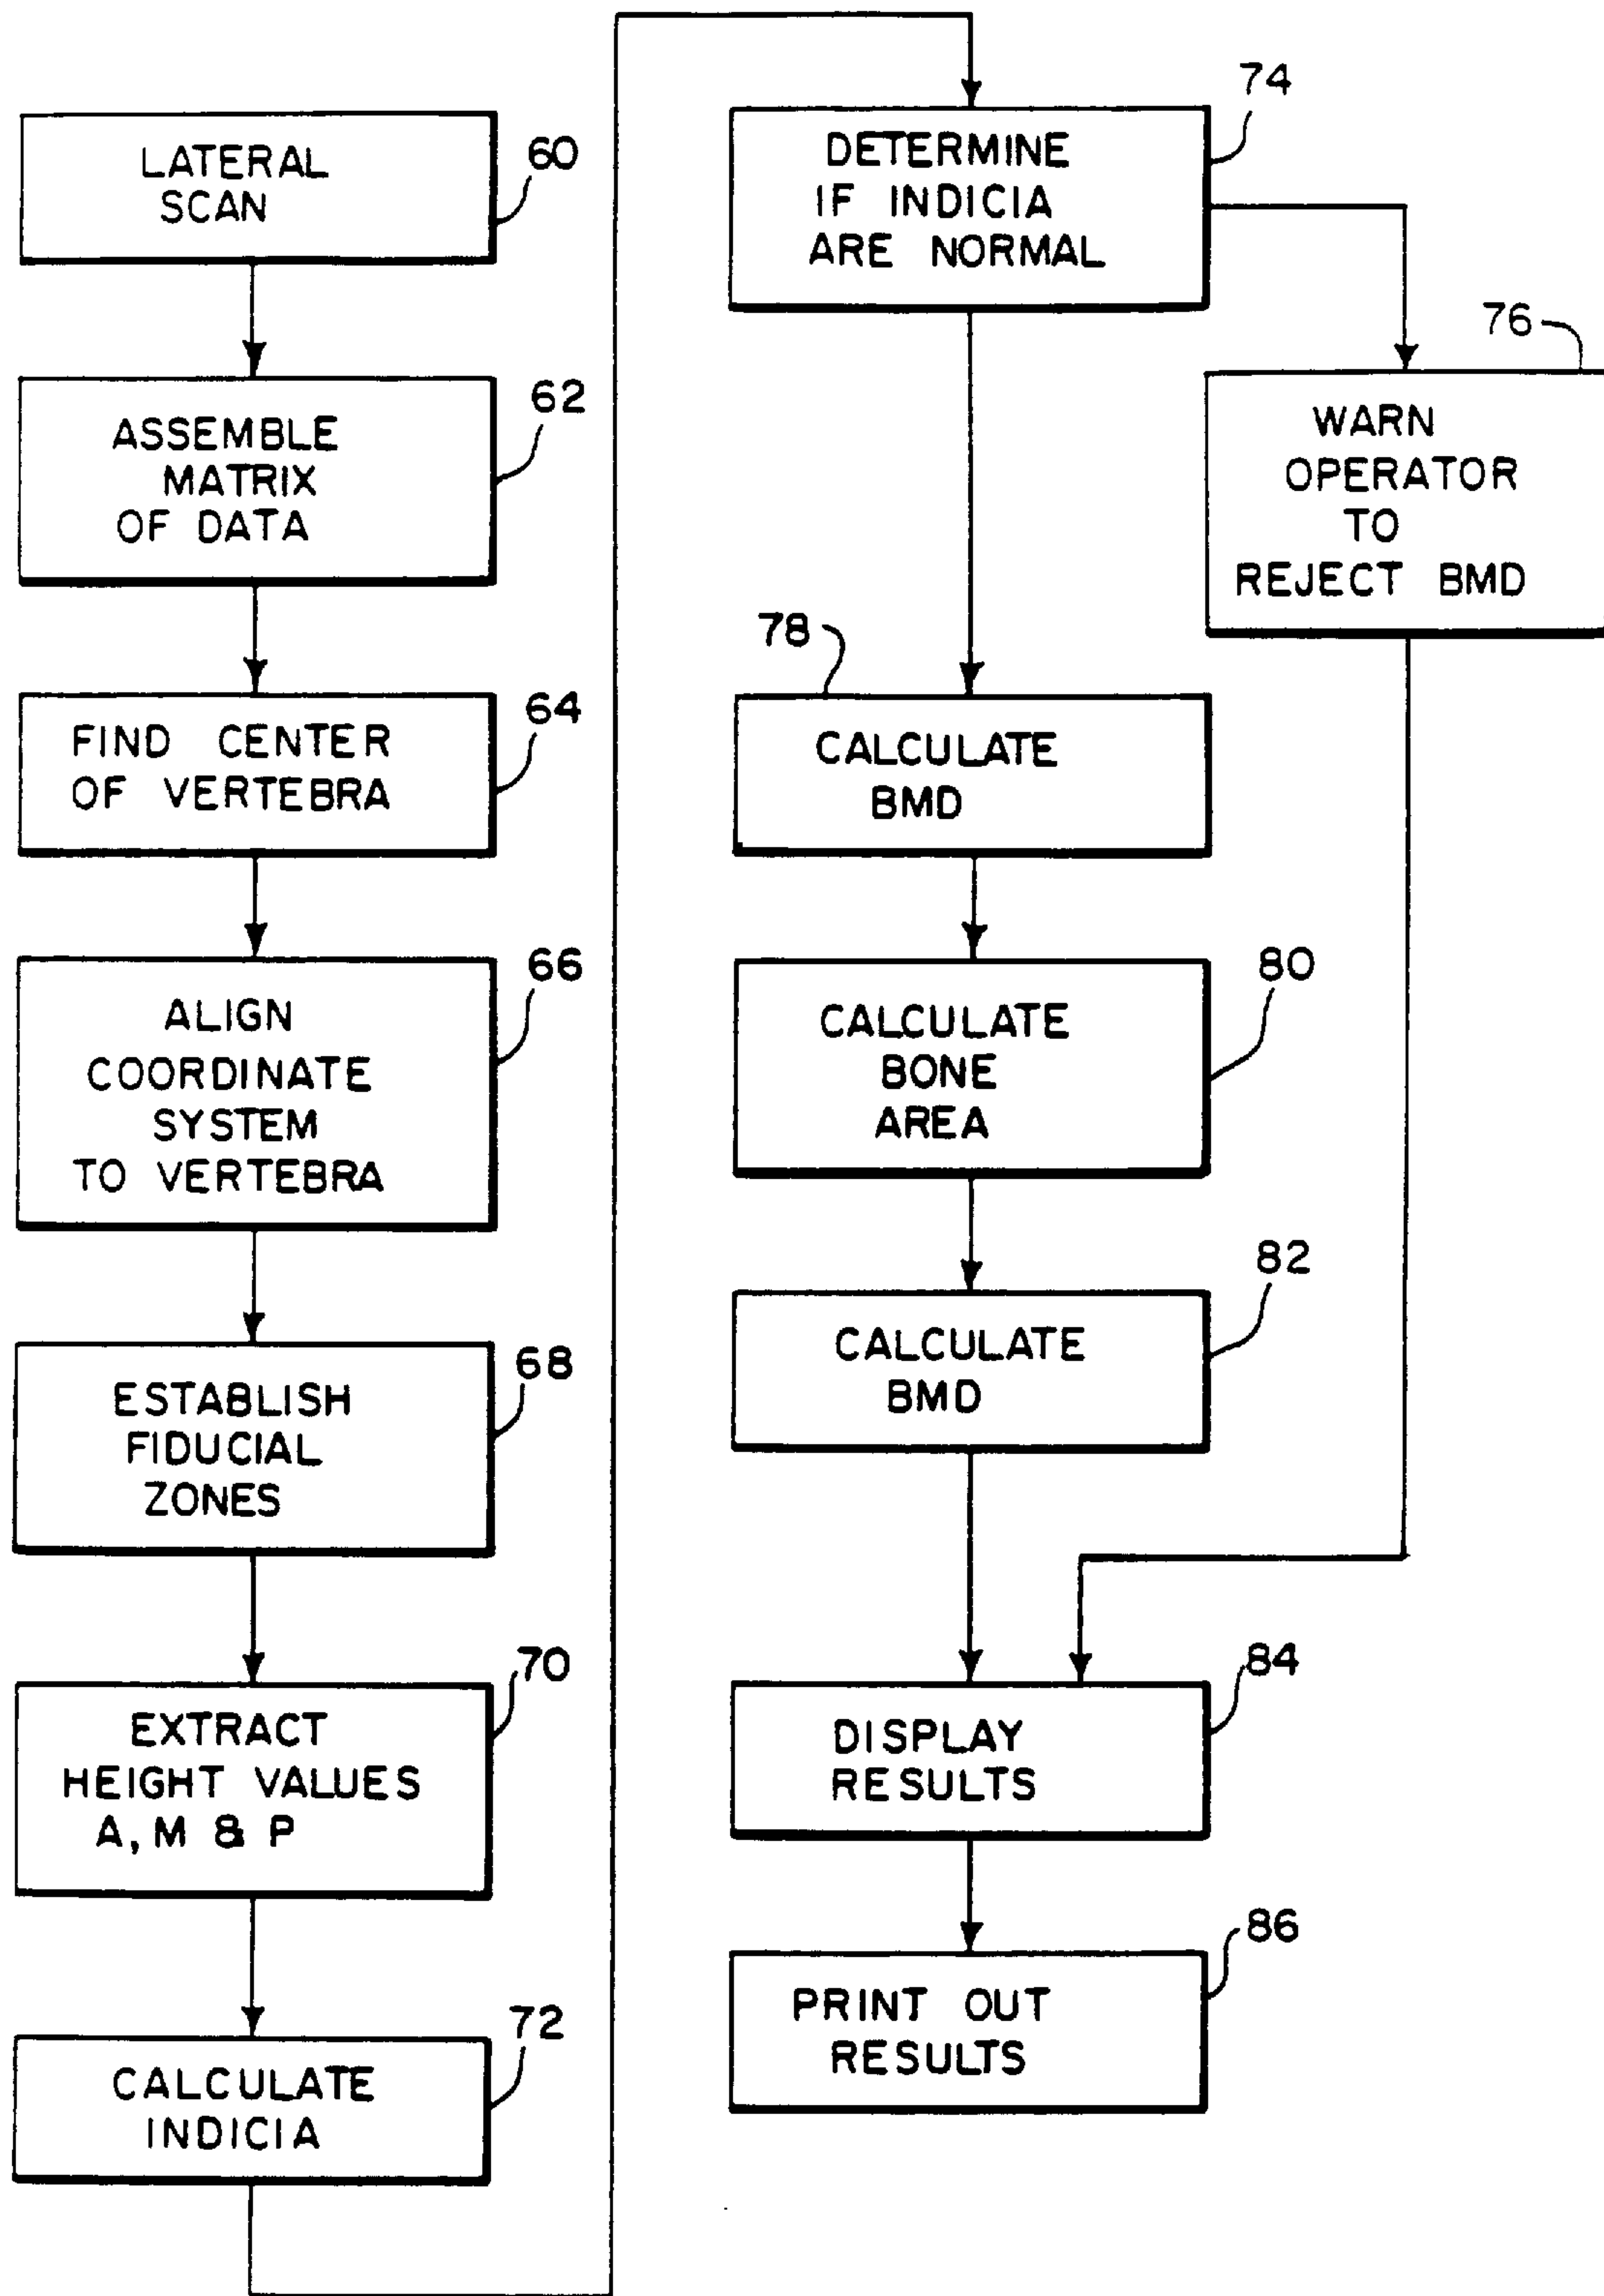 LATERAL
SCAN
60
ASSEMBLE
MATRIX
OF DATA
62
FIND CENTER
OF VERTEBRA
64
ALIGN
COORDINATE
SYSTEM
TO VERTEBRA
66
ESTABLISH
FIDUCIAL
ZONES
68
EXTRACT
HEIGHT VALUES
A, M & P
70
CALCULATE
INDICIA
72
DETERMINE
IF INDICIA
ARE NORMAL
74
WARN
OPERATOR
TO
REJECT BMD
76
CALCULATE
BMD
78
CALCULATE
BONE
AREA
80
CALCULATE
BMD
82
DISPLAY
RESULTS
84
PRINT OUT
RESULTS
86